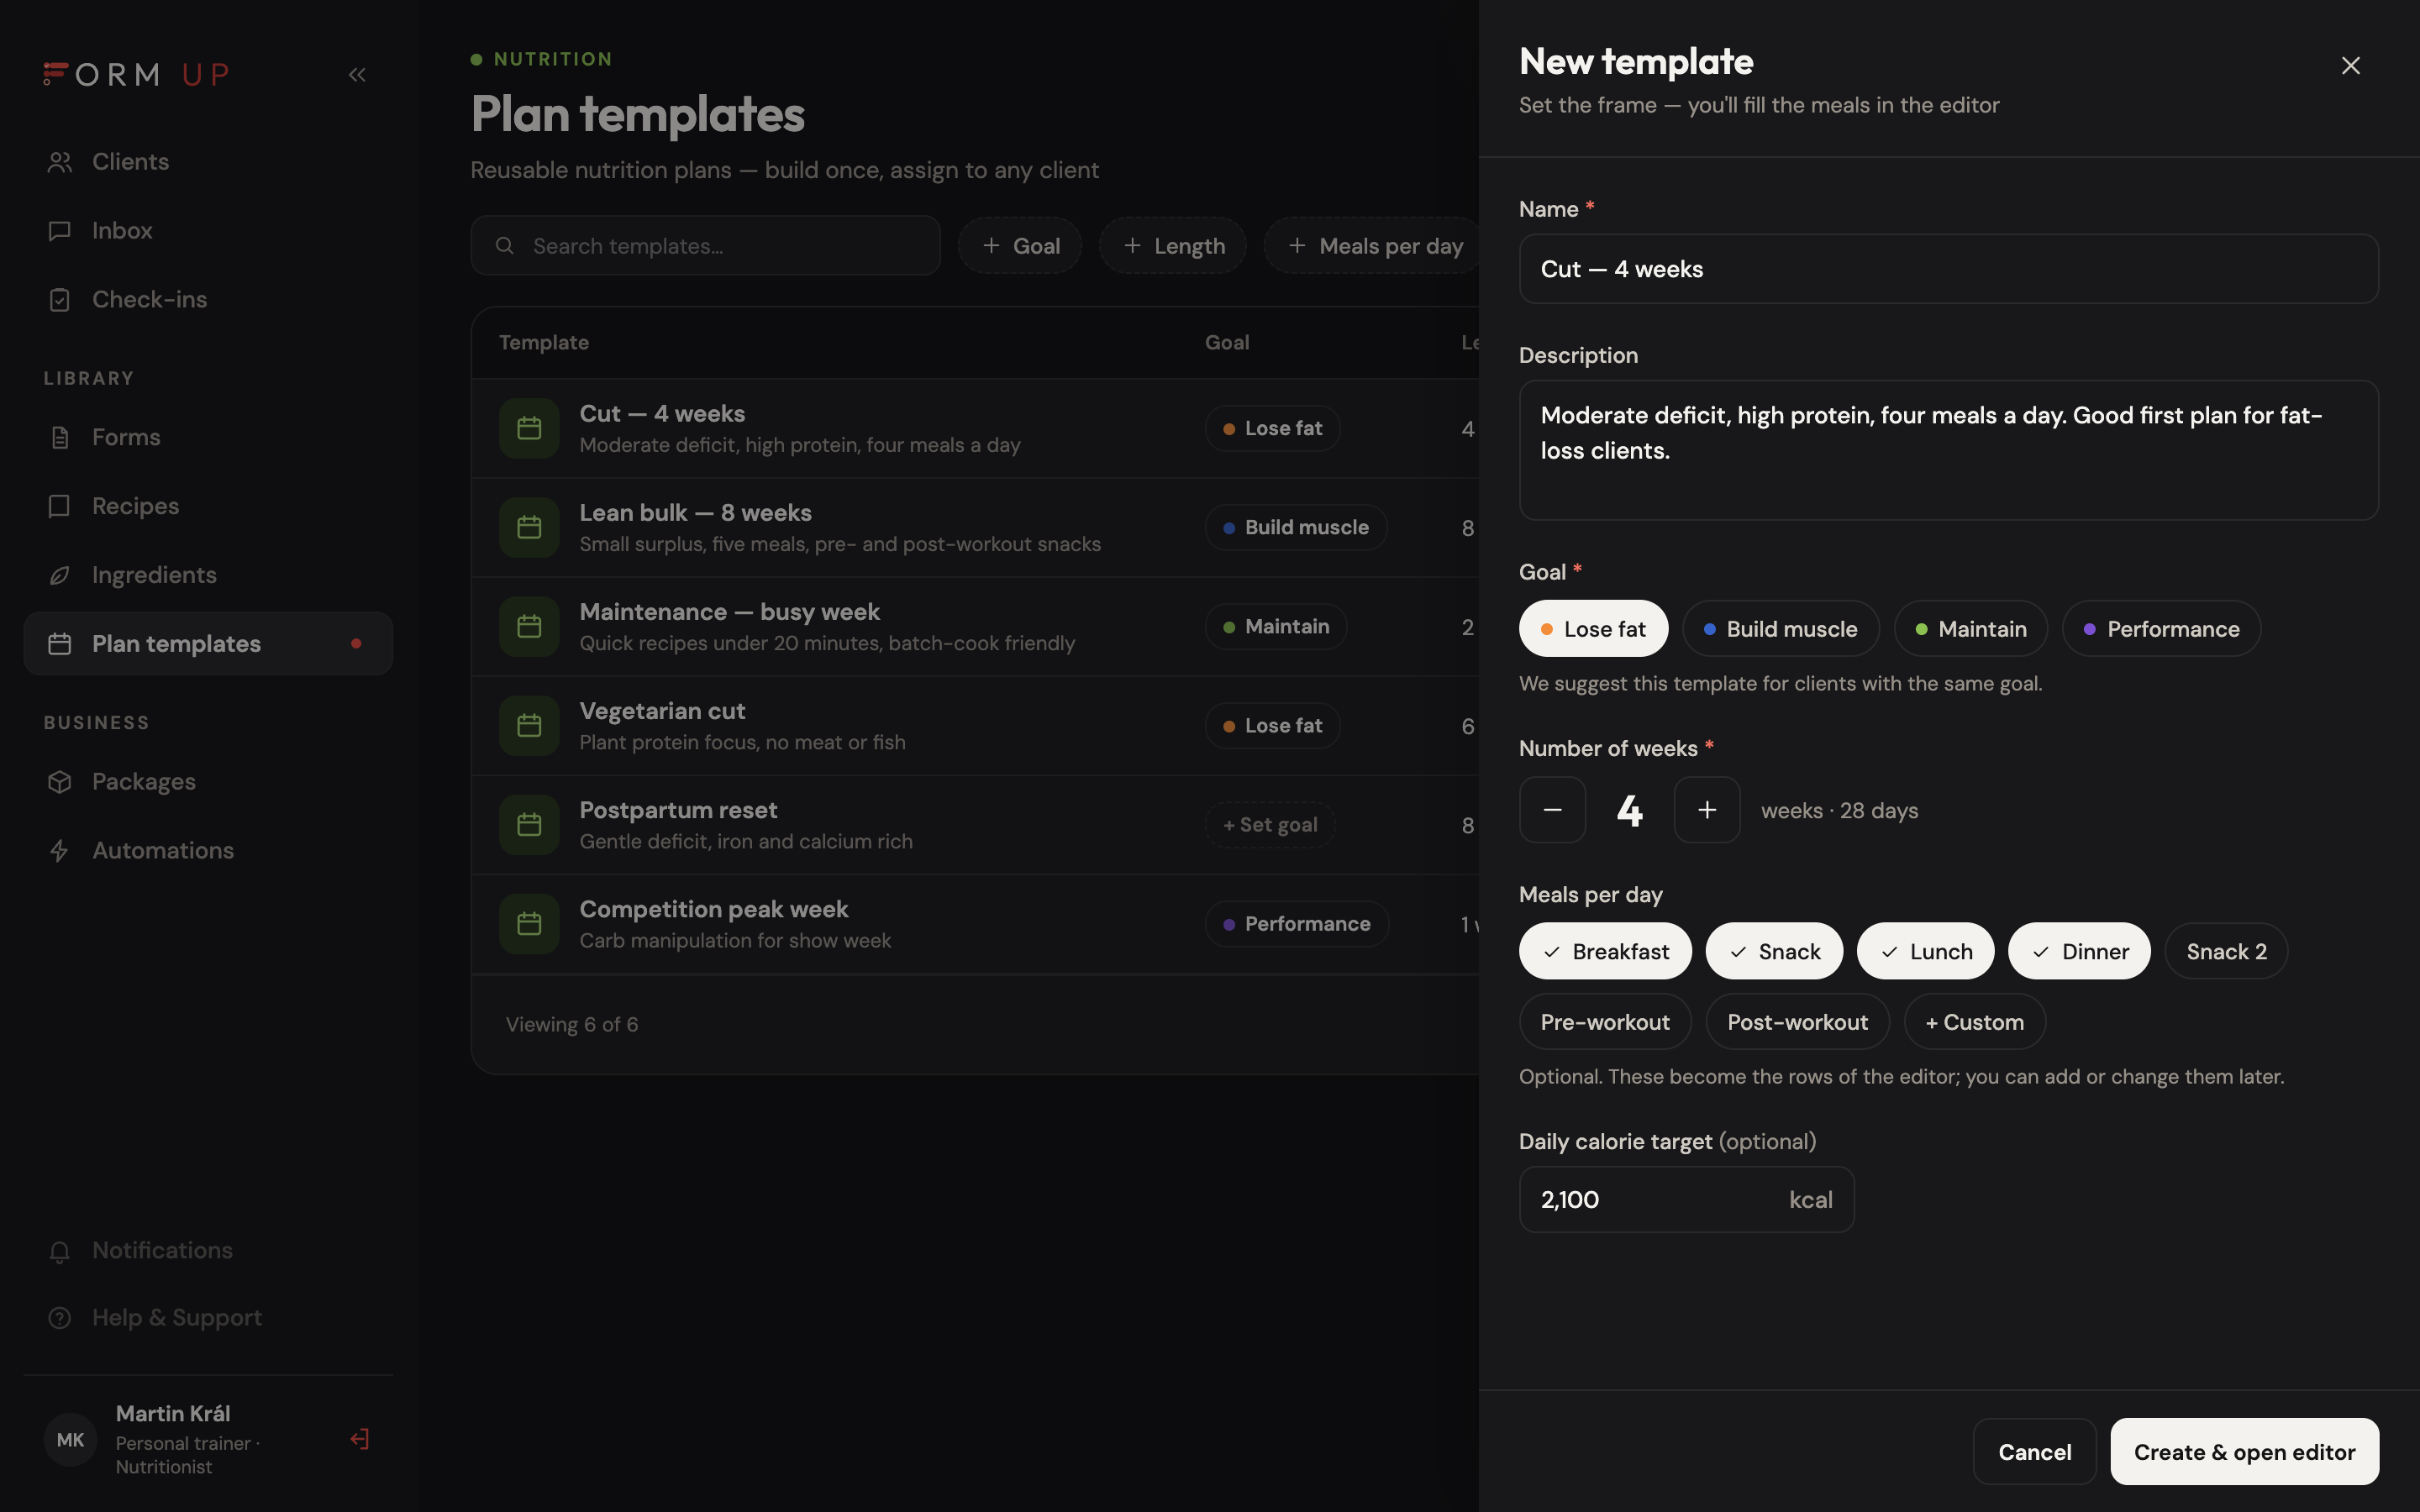 FORM UP
Clients
Inbox
Check-ins
LIBRARY
Forms
Recipes
Ingredients
Plan templates
BUSINESS
Packages
Automations
Notifications
Help & Support
MK
Martin Král
Personal trainer ·
Nutritionist
NUTRITION
Plan templates
Reusable nutrition plans — build once, assign to any client
Search templates...
+ Goal
+ Length
+ Meals per day
Template Goal
Cut — 4 weeks
Moderate deficit, high protein, four meals a day
Lose fat 4
Lean bulk — 8 weeks
Small surplus, five meals, pre- and post-workout snacks
Build muscle 8
Maintenance — busy week
Quick recipes under 20 minutes, batch-cook friendly
Maintain 2
Vegetarian cut
Plant protein focus, no meat or fish
Lose fat 6
Postpartum reset
Gentle deficit, iron and calcium rich
+ Set goal 8
Competition peak week
Carb manipulation for show week
Performance 1
Viewing 6 of 6
New template
Set the frame — you'll fill the meals in the editor
Name *
Cut — 4 weeks
Description
Moderate deficit, high protein, four meals a day. Good first plan for fat-
loss clients.
Goal *
Lose fat Build muscle Maintain Performance
We suggest this template for clients with the same goal.
Number of weeks *
4 weeks · 28 days
Meals per day
Breakfast Snack Lunch Dinner Snack 2
Pre-workout Post-workout + Custom
Optional. These become the rows of the editor; you can add or change them later.
Daily calorie target (optional)
2,100 kcal
Cancel Create & open editor